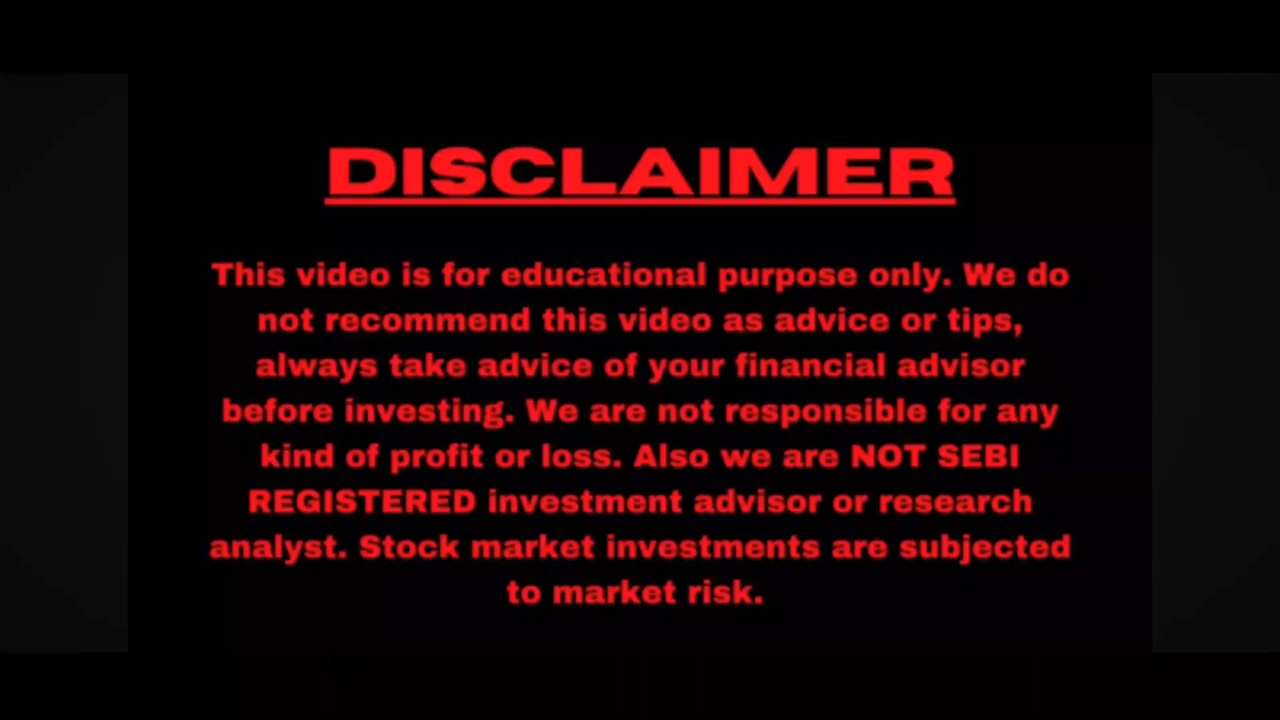 DISCLAIMER
This video is for educational purpose only. We do
not recommend this video as advice or tips,
always take advice of your financial advisor
before investing. We are not responsible for any
kind of profit or loss. Also we are NOT SEBI
REGISTERED investment advisor or research
analyst. Stock market investments are subjected
to market risk.